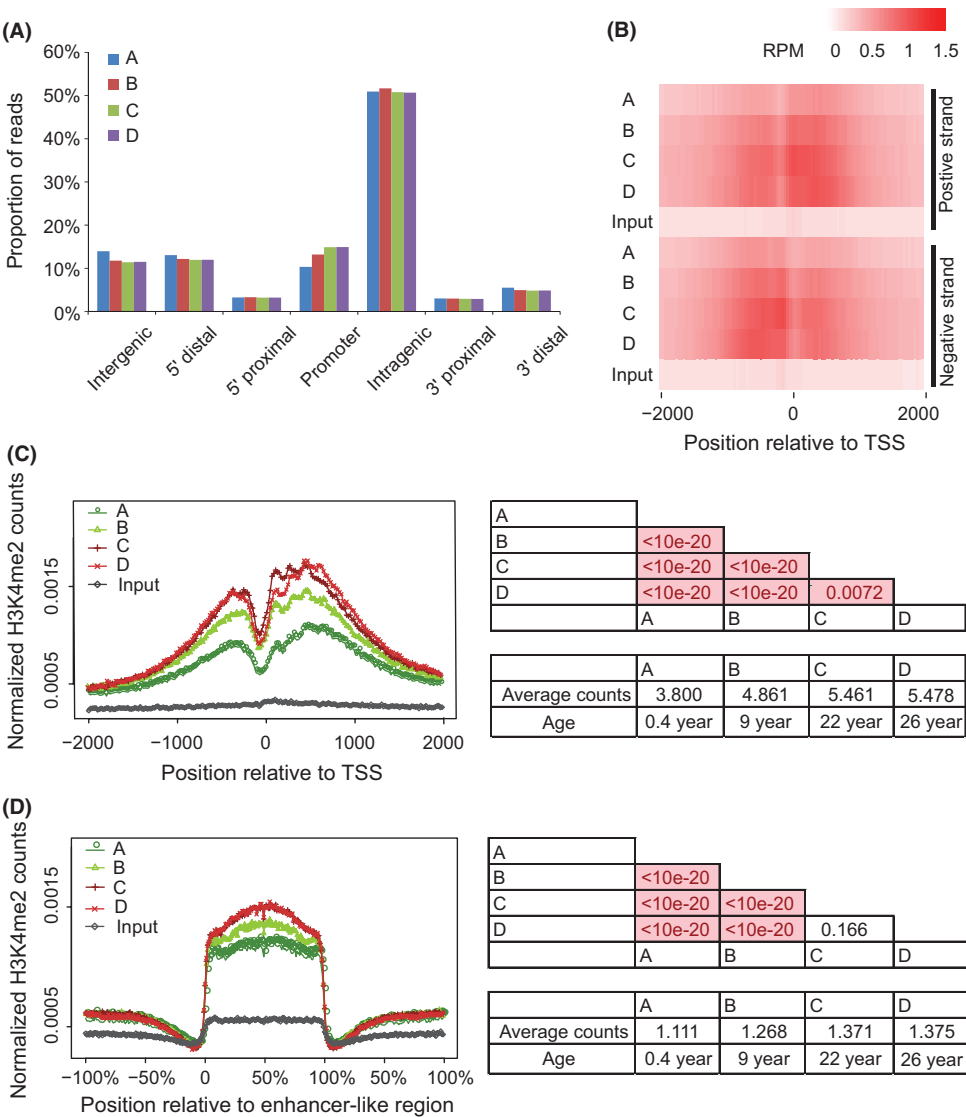 (A)
60%
50%
40%
30%
20%
10%
0%
Proportion of reads
A
B
C
D
Intergenic
5' distal
5' proximal
Promoter
Intragenic
3' proximal
3' distal
(B)
RPM 0 0.5 1 1.5
A
B
C
D
Input
Postive strand
A
B
C
D
Input
Negative strand
−2000 0 2000
Position relative to TSS
(C)
Normalized H3K4me2 counts
0.0015
0.0005
A
B
C
D
Input
−2000 −1000 0 1000 2000
Position relative to TSS
A
B <10e-20
C <10e-20 <10e-20
D <10e-20 <10e-20 0.0072
A B C D
A B C D
Average counts 3.800 4.861 5.461 5.478
Age 0.4 year 9 year 22 year 26 year
(D)
Normalized H3K4me2 counts
0.0015
0.0005
A
B
C
D
Input
−100% −50% 0 50% 100% 50% 100%
Position relative to enhancer-like region
A
B <10e-20
C <10e-20 <10e-20
D <10e-20 <10e-20 0.166
A B C D
A B C D
Average counts 1.111 1.268 1.371 1.375
Age 0.4 year 9 year 22 year 26 year